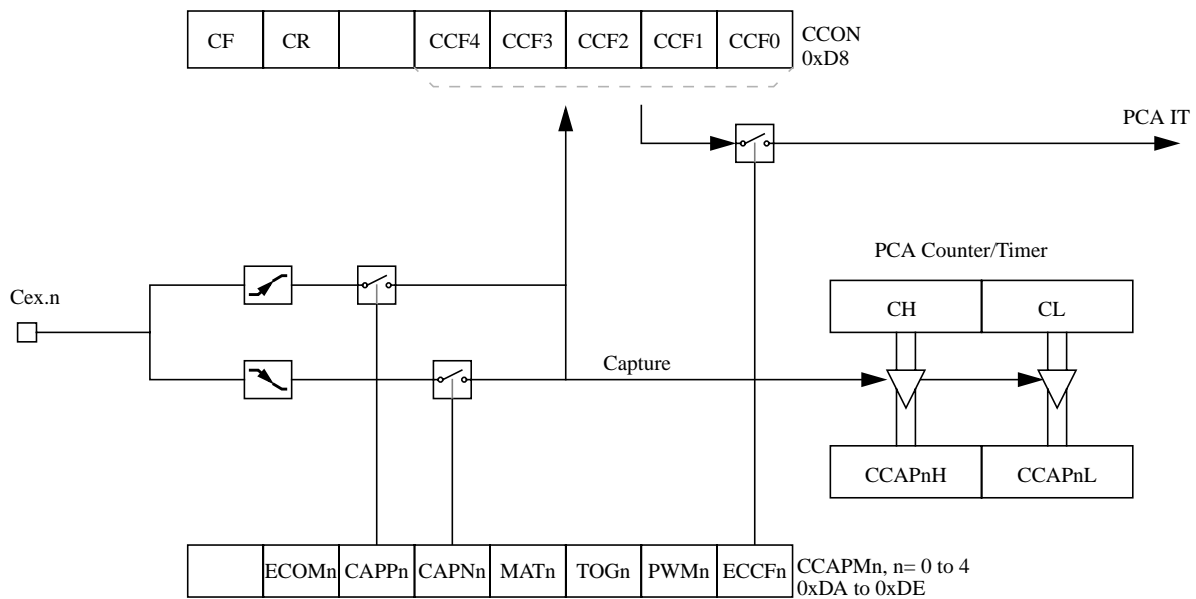 CF CR CCF4 CCF3 CCF2 CCF1 CCF0 CCON
0xD8
PCA IT
PCA Counter/Timer
Cex.n
CH CL
Capture
CCAPnH CCAPnL
ECOMn CAPPn CAPNn MATn TOGn PWMn ECCFn CCAPMn, n= 0 to 4
0xDA to 0xDE